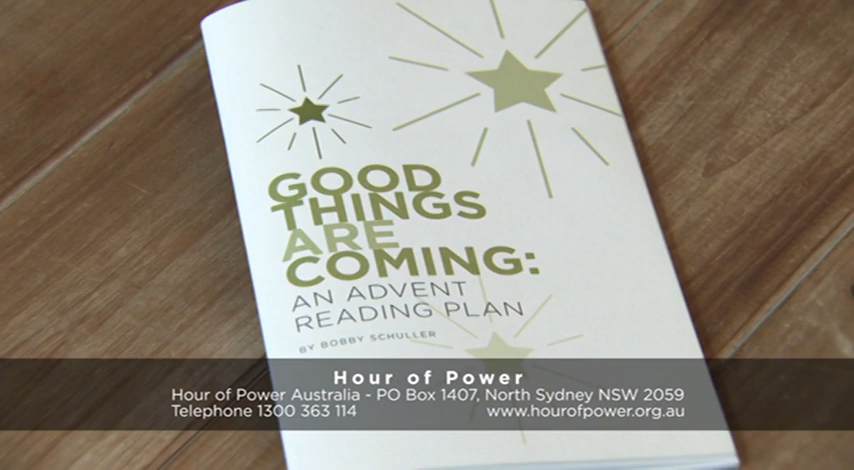 GOOD
THINGS
ARE
COMING:
AN ADVENT
READING PLAN
BY BOBBY SCHULLER
Hour of Power
Hour of Power Australia - PO Box 1407, North Sydney NSW 2059
Telephone 1300 363 114 www.hourofpower.org.au